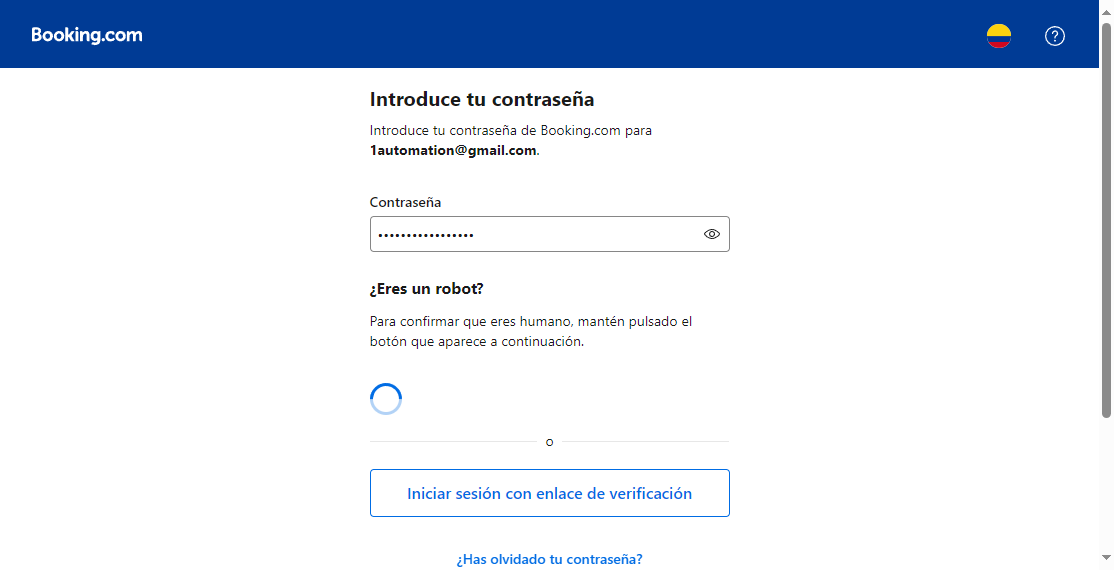 Booking.com
Introduce tu contraseña
Introduce tu contraseña de Booking.com para
1automation@gmail.com.
Contraseña
•••••••••••••••••
¿Eres un robot?
Para confirmar que eres humano, mantén pulsado el
botón que aparece a continuación.
o
Iniciar sesión con enlace de verificación
¿Has olvidado tu contraseña?